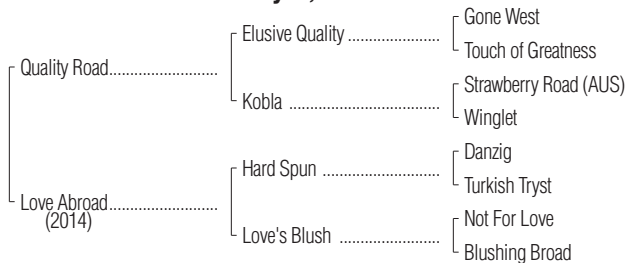 Gone West
Elusive Quality ....................
Touch of Greatness
Quality Road........................
Strawberry Road (AUS)
Kobla .................................
Winglet
Danzig
Hard Spun .........................
Turkish Tryst
Love Abroad........................
(2014)
Not For Love
Love's Blush ......................
Blushing Broad